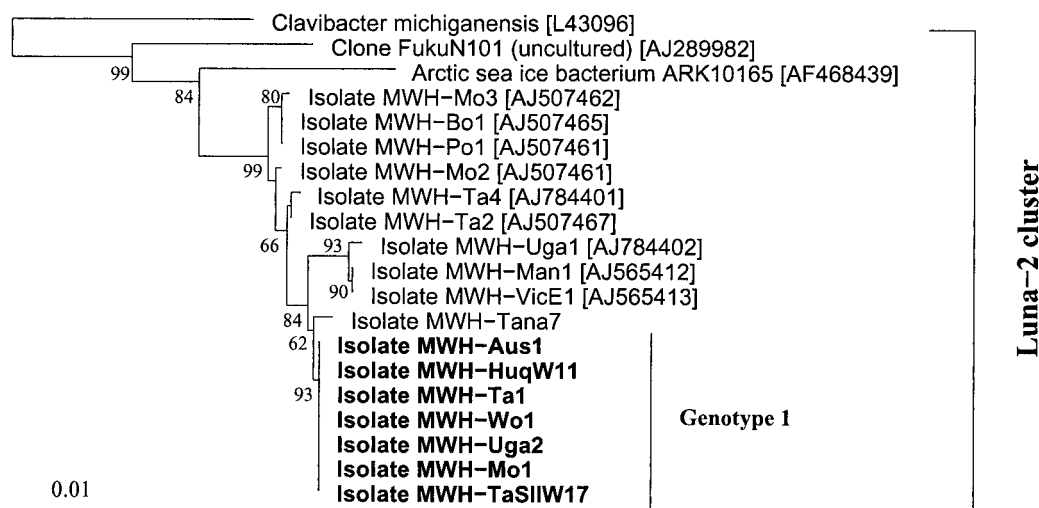 Clavibacter michiganensis [L43096]
Clone FukuN101 (uncultured) [AJ289982]
99
Arctic sea ice bacterium ARK10165 [AF468439]
84
80
Isolate MWH−Mo3 [AJ507462]
Isolate MWH−Bo1 [AJ507465]
Isolate MWH−Po1 [AJ507461]
99
Isolate MWH−Mo2 [AJ507461]
Isolate MWH−Ta4 [AJ784401]
Isolate MWH−Ta2 [AJ507467]
66
93
Isolate MWH−Uga1 [AJ784402]
Isolate MWH−Man1 [AJ565412]
90
Isolate MWH−VicE1 [AJ565413]
84
Isolate MWH−Tana7
62
Isolate MWH−Aus1
Isolate MWH−HuqW11
93
Isolate MWH−Ta1
Isolate MWH−Wo1
Isolate MWH−Uga2
Isolate MWH−Mo1
Isolate MWH−TaSIIW17
Genotype 1
Luna−2 cluster
0.01